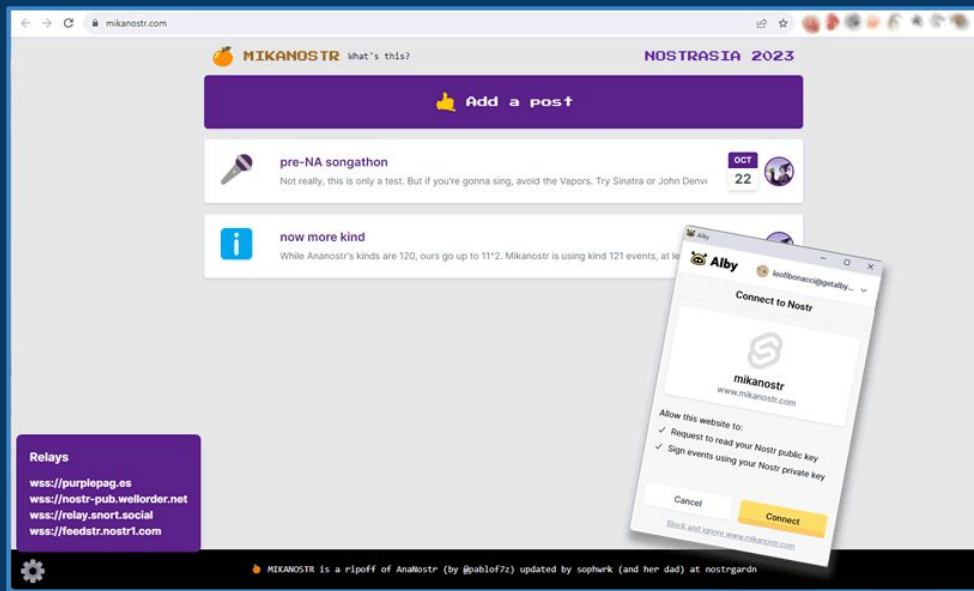 mikanostr.com
MIKANOSTR What's this?
NOSTRASIA 2023
Add a post
pre-NA songathon
Not really, this is only a test. But if you're gonna sing, avoid the Vapors. Try Sinatra or John Denv
OCT
22
now more kind
While Ananostr's kinds are 120, ours go up to 11^2. Mikanostr is using kind 121 events, at le
Alby
Alby
leofibonacci@getalby...
Connect to Nostr
mikanostr
www.mikanostr.com
Allow this website to:
✓ Request to read your Nostr public key
✓ Sign events using your Nostr private key
Cancel
Connect
Block and ignore www.mikanostr.com
Relays
wss://purplepag.es
wss://nostr-pub.wellorder.net
wss://relay.snort.social
wss://feedstr.nostr1.com
MIKANOSTR is a ripoff of AnaNostr (by @pablof7z) updated by sophwrk (and her dad) at nostrgardn